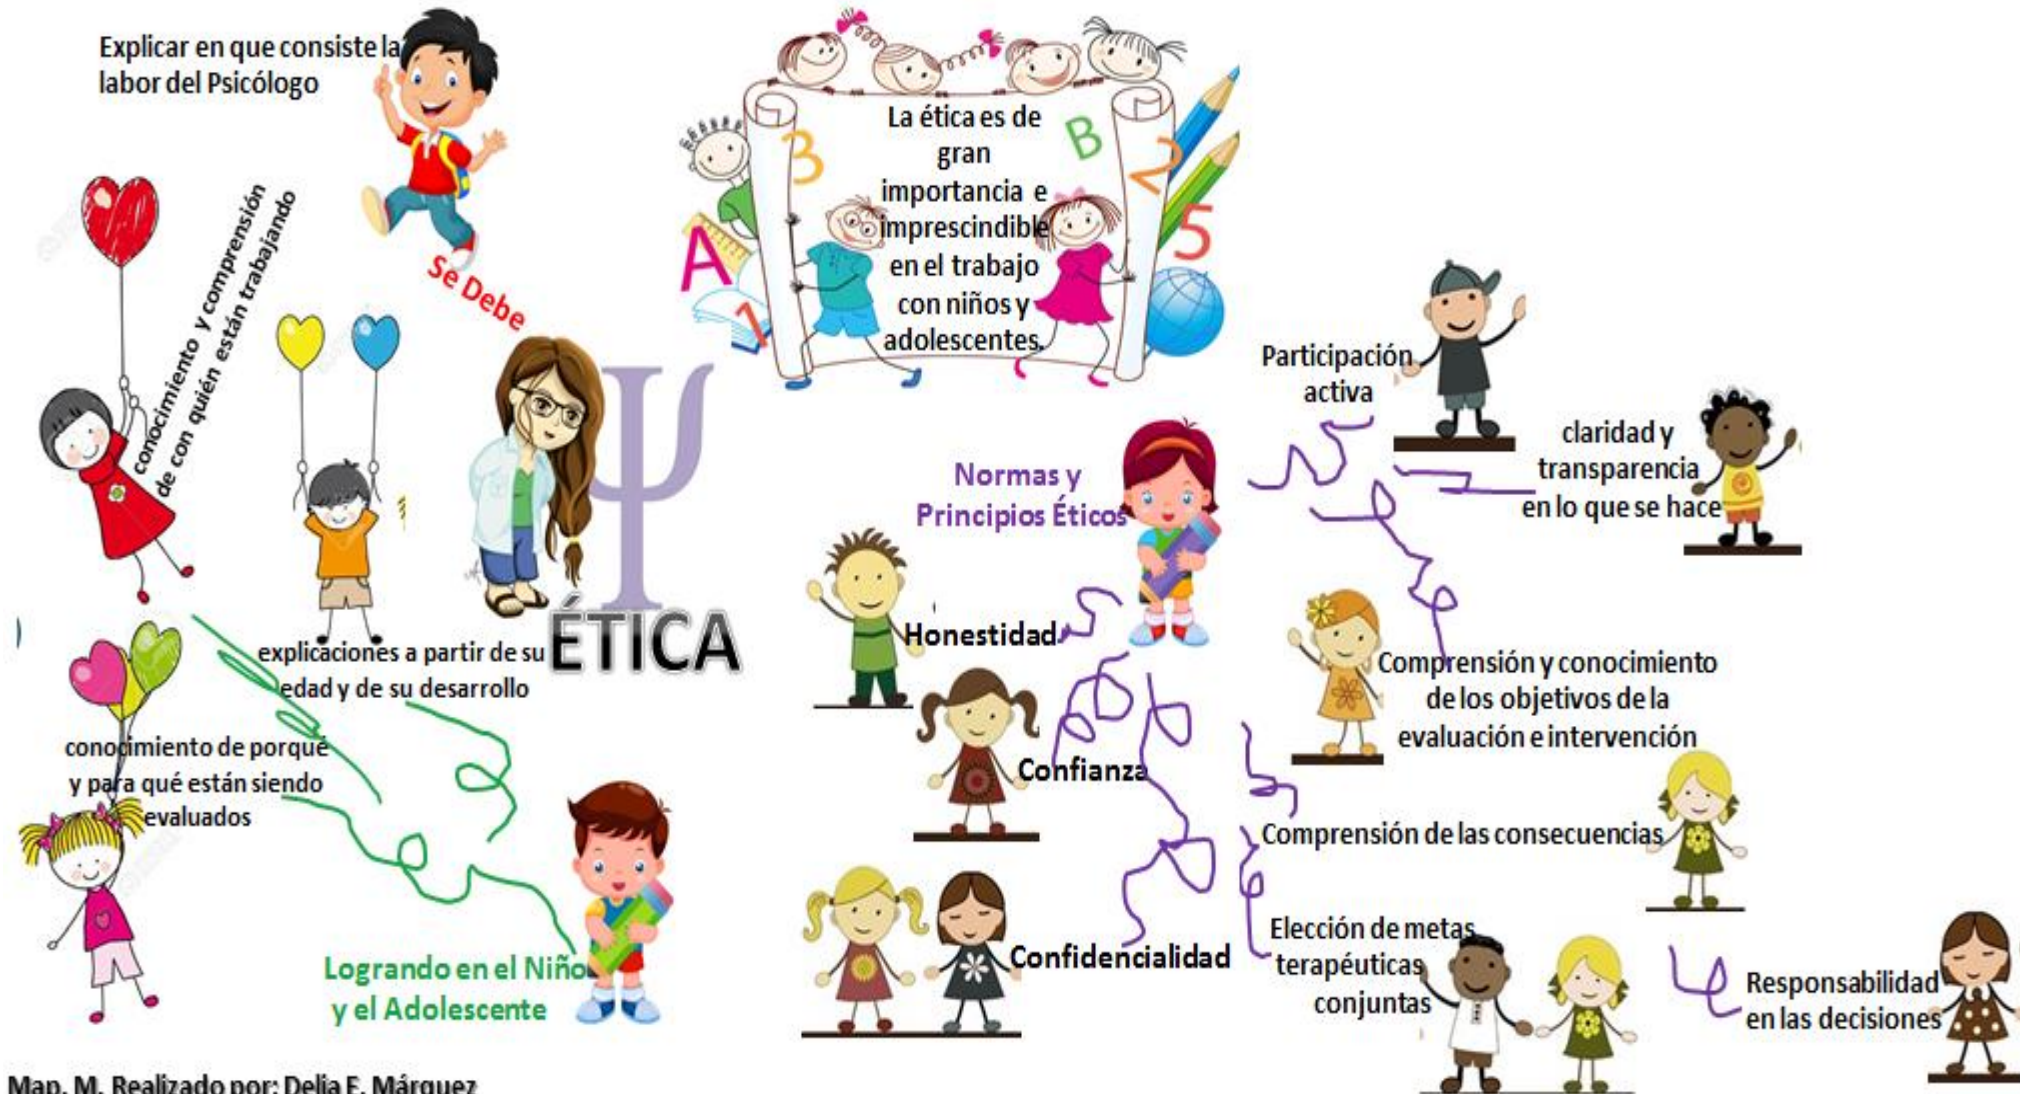 Explicar en que consiste la
labor del Psicólogo
Se Debe
conocimiento y comprensión
de con quién están trabajando
explicaciones a partir de su
edad y de su desarrollo
conocimiento de porqué
y para qué están siendo
evaluados
Logrando en el Niño
y el Adolescente
Ψ
ÉTICA
La ética es de
gran
importancia e
imprescindible
en el trabajo
con niños y
adolescentes.
3
B
2
5
A
1
Normas y
Principios Éticos
Honestidad
Confianza
Confidencialidad
Participación
activa
claridad y
transparencia
en lo que se hace
Comprensión y conocimiento
de los objetivos de la
evaluación e intervención
Comprensión de las consecuencias
Elección de metas
terapéuticas
conjuntas
Responsabilidad
en las decisiones
Map. M. Realizado por: Delia E. Márquez